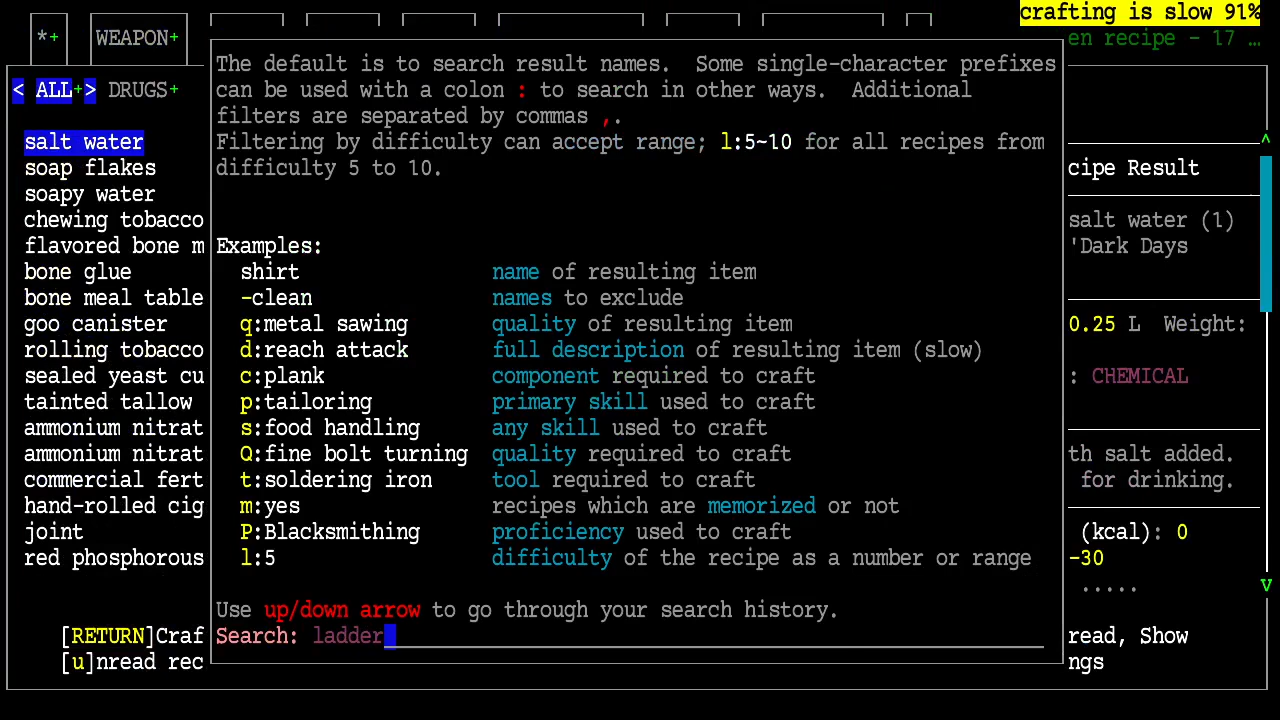 crafting is slow 91%
*+ WEAPON+ en recipe - 17 …
The default is to search result names. Some single-character prefixes
< ALL+> DRUGS+ can be used with a colon : to search in other ways. Additional
filters are separated by commas ,.
salt water Filtering by difficulty can accept range; l:5~10 for all recipes from
soap flakes difficulty 5 to 10. cipe Result
soapy water
chewing tobacco salt water (1)
flavored bone m Examples: 'Dark Days
bone glue shirt name of resulting item
bone meal table -clean names to exclude
goo canister q:metal sawing quality of resulting item 0.25 L Weight:
rolling tobacco d:reach attack full description of resulting item (slow)
sealed yeast cu c:plank component required to craft : CHEMICAL
tainted tallow p:tailoring primary skill used to craft
ammonium nitrat s:food handling any skill used to craft
ammonium nitrat Q:fine bolt turning quality required to craft th salt added.
commercial fert t:soldering iron tool required to craft for drinking.
hand-rolled cig m:yes recipes which are memorized or not
joint P:Blacksmithing proficiency used to craft (kcal): 0
red phosphorous l:5 difficulty of the recipe as a number or range -30
.....
Use up/down arrow to go through your search history.
[RETURN]Craf Search: ladder read, Show
[u]nread rec ngs